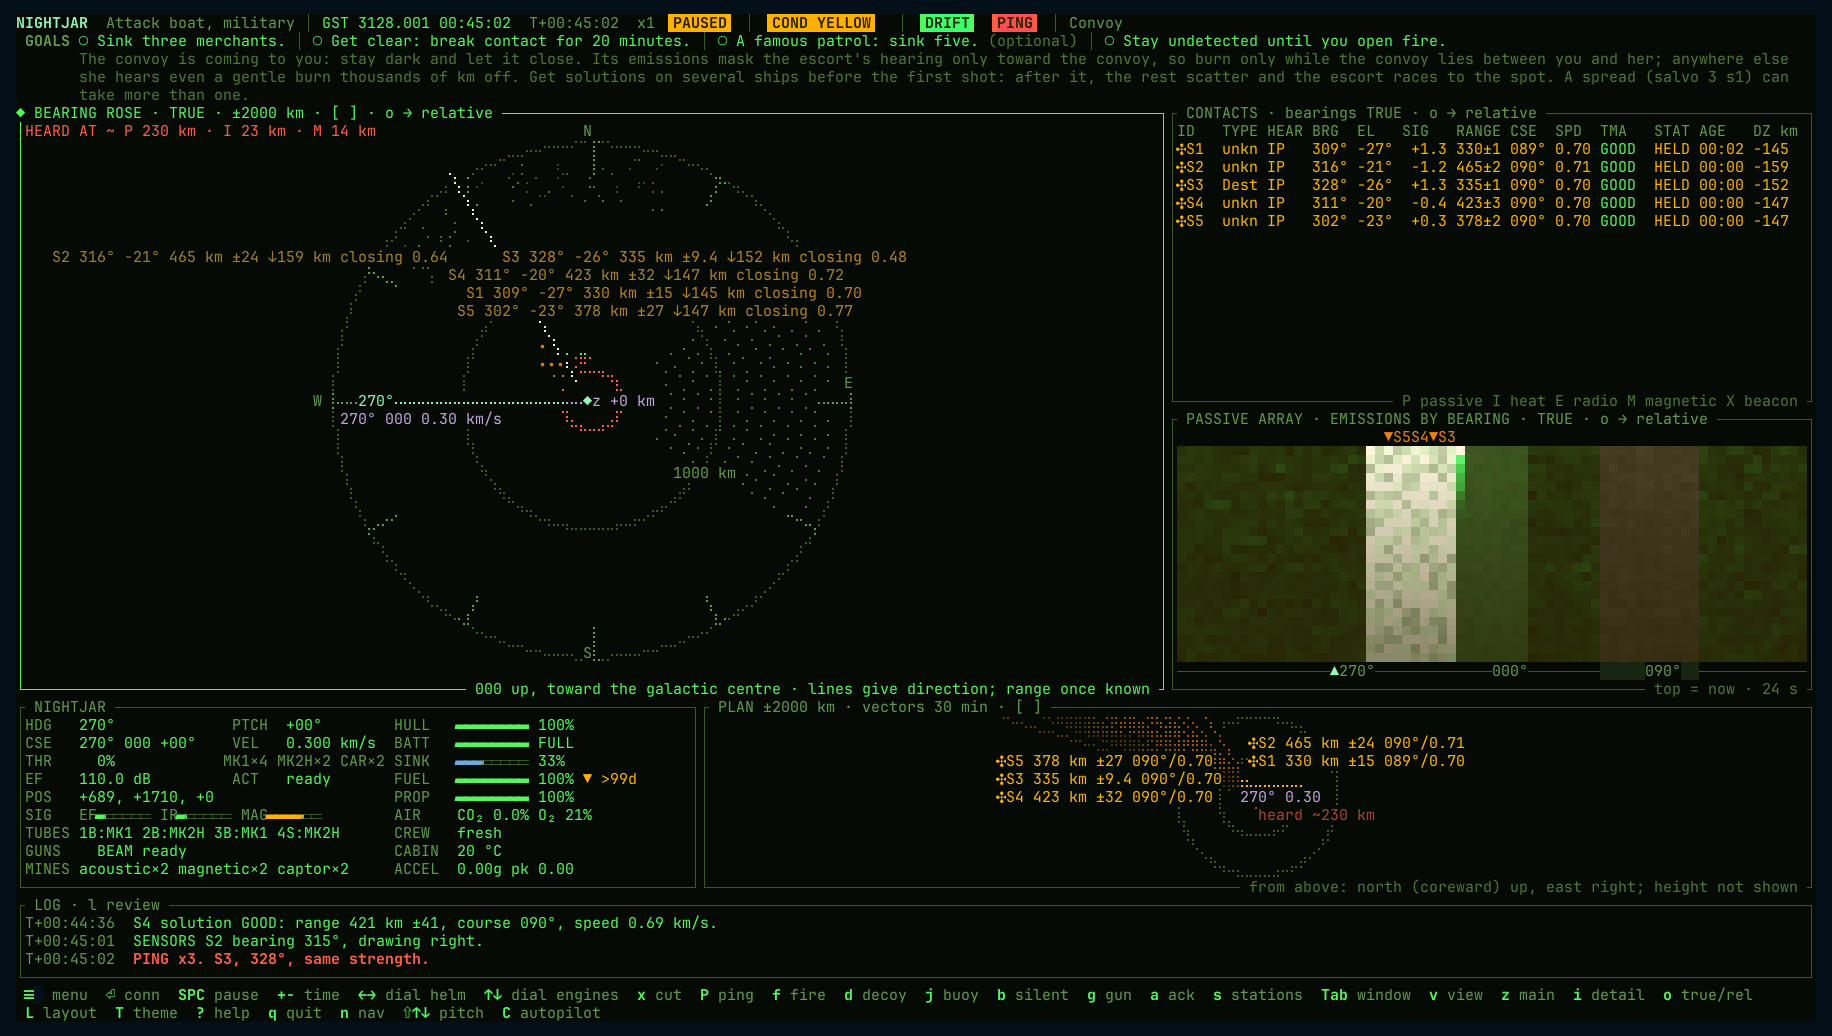 NIGHTJAR Attack boat, military │ GST 3128.001 00:45:02 T+00:45:02 x1 PAUSED │ COND YELLOW │ DRIFT PING │ Convoy
GOALS ○ Sink three merchants. │ ○ Get clear: break contact for 20 minutes. │ ○ A famous patrol: sink five. (optional) │ ○ Stay undetected until you open fire.
The convoy is coming to you: stay dark and let it close. Its emissions mask the escort's hearing only toward the convoy, so burn only while the convoy lies between you and her; anywhere else
she hears even a gentle burn thousands of km off. Get solutions on several ships before the first shot: after it, the rest scatter and the escort races to the spot. A spread (salvo 3 s1) can
take more than one.
◆ BEARING ROSE · TRUE · ±2000 km · [ ] · o → relative
HEARD AT ~ P 230 km · I 23 km · M 14 km
N
S2 316° -21° 465 km ±24 ↓159 km closing 0.64
S3 328° -26° 335 km ±9.4 ↓152 km closing 0.48
S4 311° -20° 423 km ±32 ↓147 km closing 0.72
S1 309° -27° 330 km ±15 ↓145 km closing 0.70
S5 302° -23° 378 km ±27 ↓147 km closing 0.77
E
W 270° ◆z +0 km
270° 000 0.30 km/s
1000 km
S
000 up, toward the galactic centre · lines give direction; range once known
CONTACTS · bearings TRUE · o → relative
ID TYPE HEAR BRG EL SIG RANGE CSE SPD TMA STAT AGE DZ km
✣S1 unkn IP 309° -27° +1.3 330±1 089° 0.70 GOOD HELD 00:02 -145
✣S2 unkn IP 316° -21° -1.2 465±2 090° 0.71 GOOD HELD 00:00 -159
✣S3 Dest IP 328° -26° +1.3 335±1 090° 0.70 GOOD HELD 00:00 -152
✣S4 unkn IP 311° -20° -0.4 423±3 090° 0.70 GOOD HELD 00:00 -147
✣S5 unkn IP 302° -23° +0.3 378±2 090° 0.70 GOOD HELD 00:00 -147
P passive I heat E radio M magnetic X beacon
PASSIVE ARRAY · EMISSIONS BY BEARING · TRUE · o → relative
▼S5S4▼S3
▲270° 000° 090°
top = now · 24 s
NIGHTJAR
HDG 270° PTCH +00° HULL 100%
CSE 270° 000 +00° VEL 0.300 km/s BATT FULL
THR 0% MK1×4 MK2H×2 CAR×2 SINK 33%
EF 110.0 dB ACT ready FUEL 100% ▼ >99d
POS +689, +1710, +0 PROP 100%
SIG EF IR MAG AIR CO₂ 0.0% O₂ 21%
TUBES 1B:MK1 2B:MK2H 3B:MK1 4S:MK2H CREW fresh
GUNS BEAM ready CABIN 20 °C
MINES acoustic×2 magnetic×2 captor×2 ACCEL 0.00g pk 0.00
PLAN ±2000 km · vectors 30 min · [ ]
✣S2 465 km ±24 090°/0.71
✣S5 378 km ±27 090°/0.70 ✣S1 330 km ±15 089°/0.70
✣S3 335 km ±9.4 090°/0.70
✣S4 423 km ±32 090°/0.70 270° 0.30
heard ~230 km
from above: north (coreward) up, east right; height not shown
LOG · l review
T+00:44:36 S4 solution GOOD: range 421 km ±41, course 090°, speed 0.69 km/s.
T+00:45:01 SENSORS S2 bearing 315°, drawing right.
T+00:45:02 PING x3. S3, 328°, same strength.
≡ menu ⏎ conn SPC pause +- time ↔ dial helm ↑↓ dial engines x cut P ping f fire d decoy j buoy b silent g gun a ack s stations Tab window v view z main i detail o true/rel
L layout T theme ? help q quit n nav ⇧↑↓ pitch C autopilot